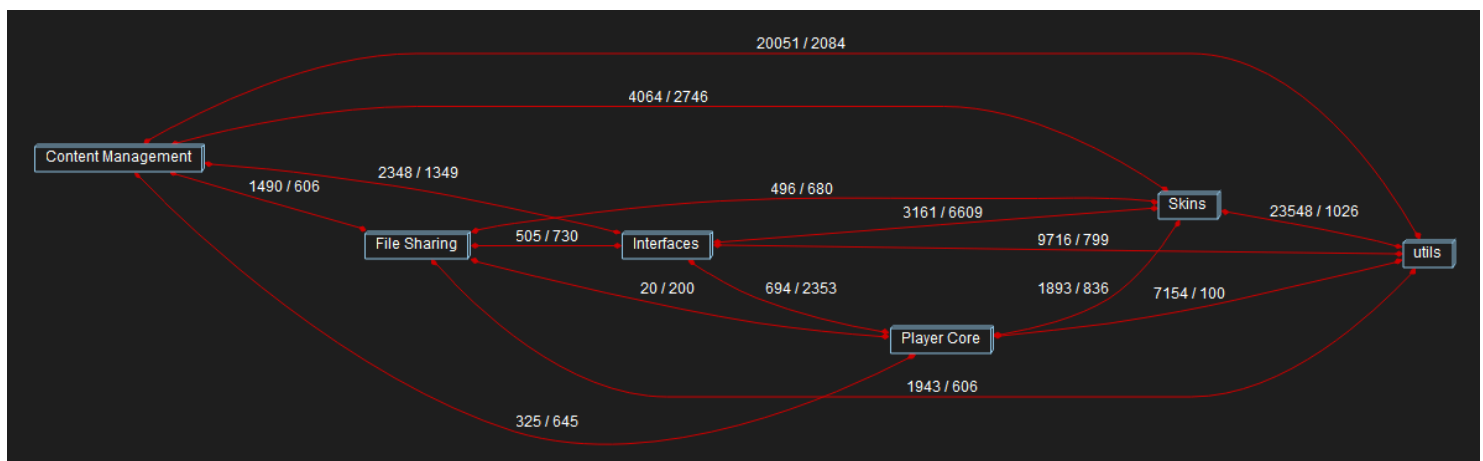 20051 / 2084
4064 / 2746
Content Management
2348 / 1349
1490 / 606
496 / 680
Skins
3161 / 6609
23548 / 1026
File Sharing
505 / 730
Interfaces
9716 / 799
utils
20 / 200
694 / 2353
1893 / 836
7154 / 100
Player Core
1943 / 606
325 / 645